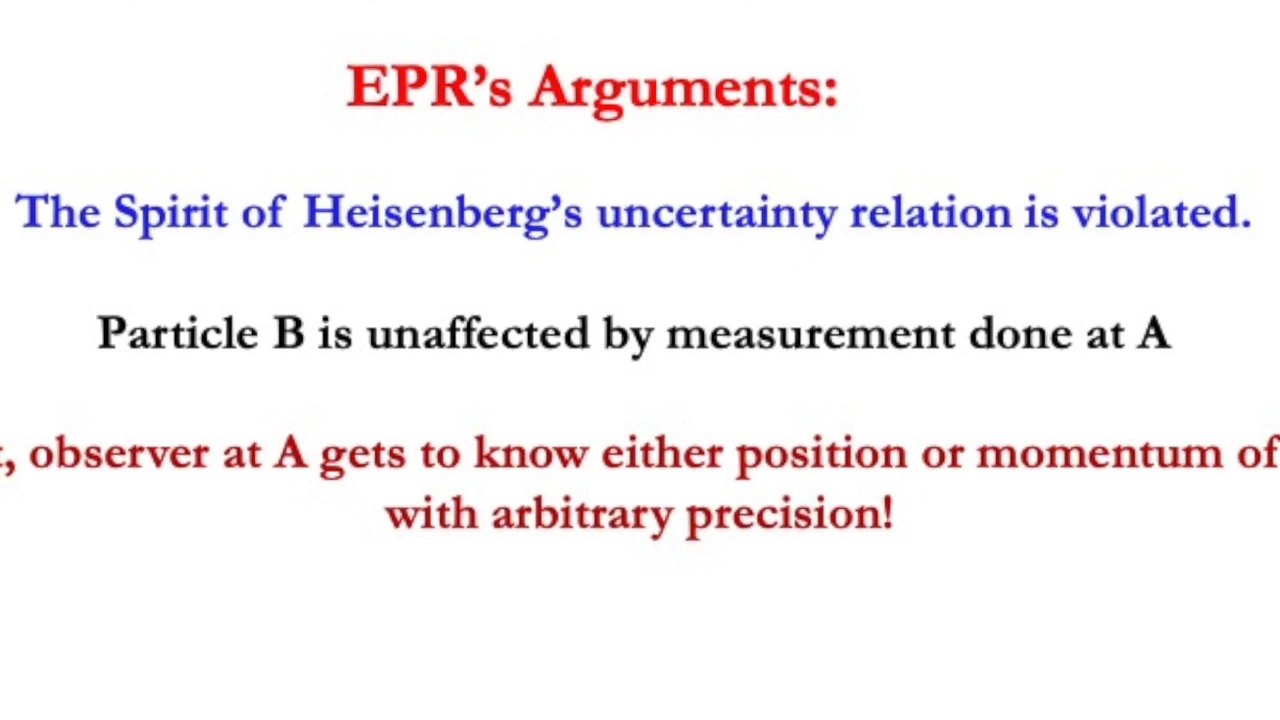 EPR’s Arguments:
The Spirit of Heisenberg’s uncertainty relation is violated.
Particle B is unaffected by measurement done at A
, observer at A gets to know either position or momentum of
with arbitrary precision!